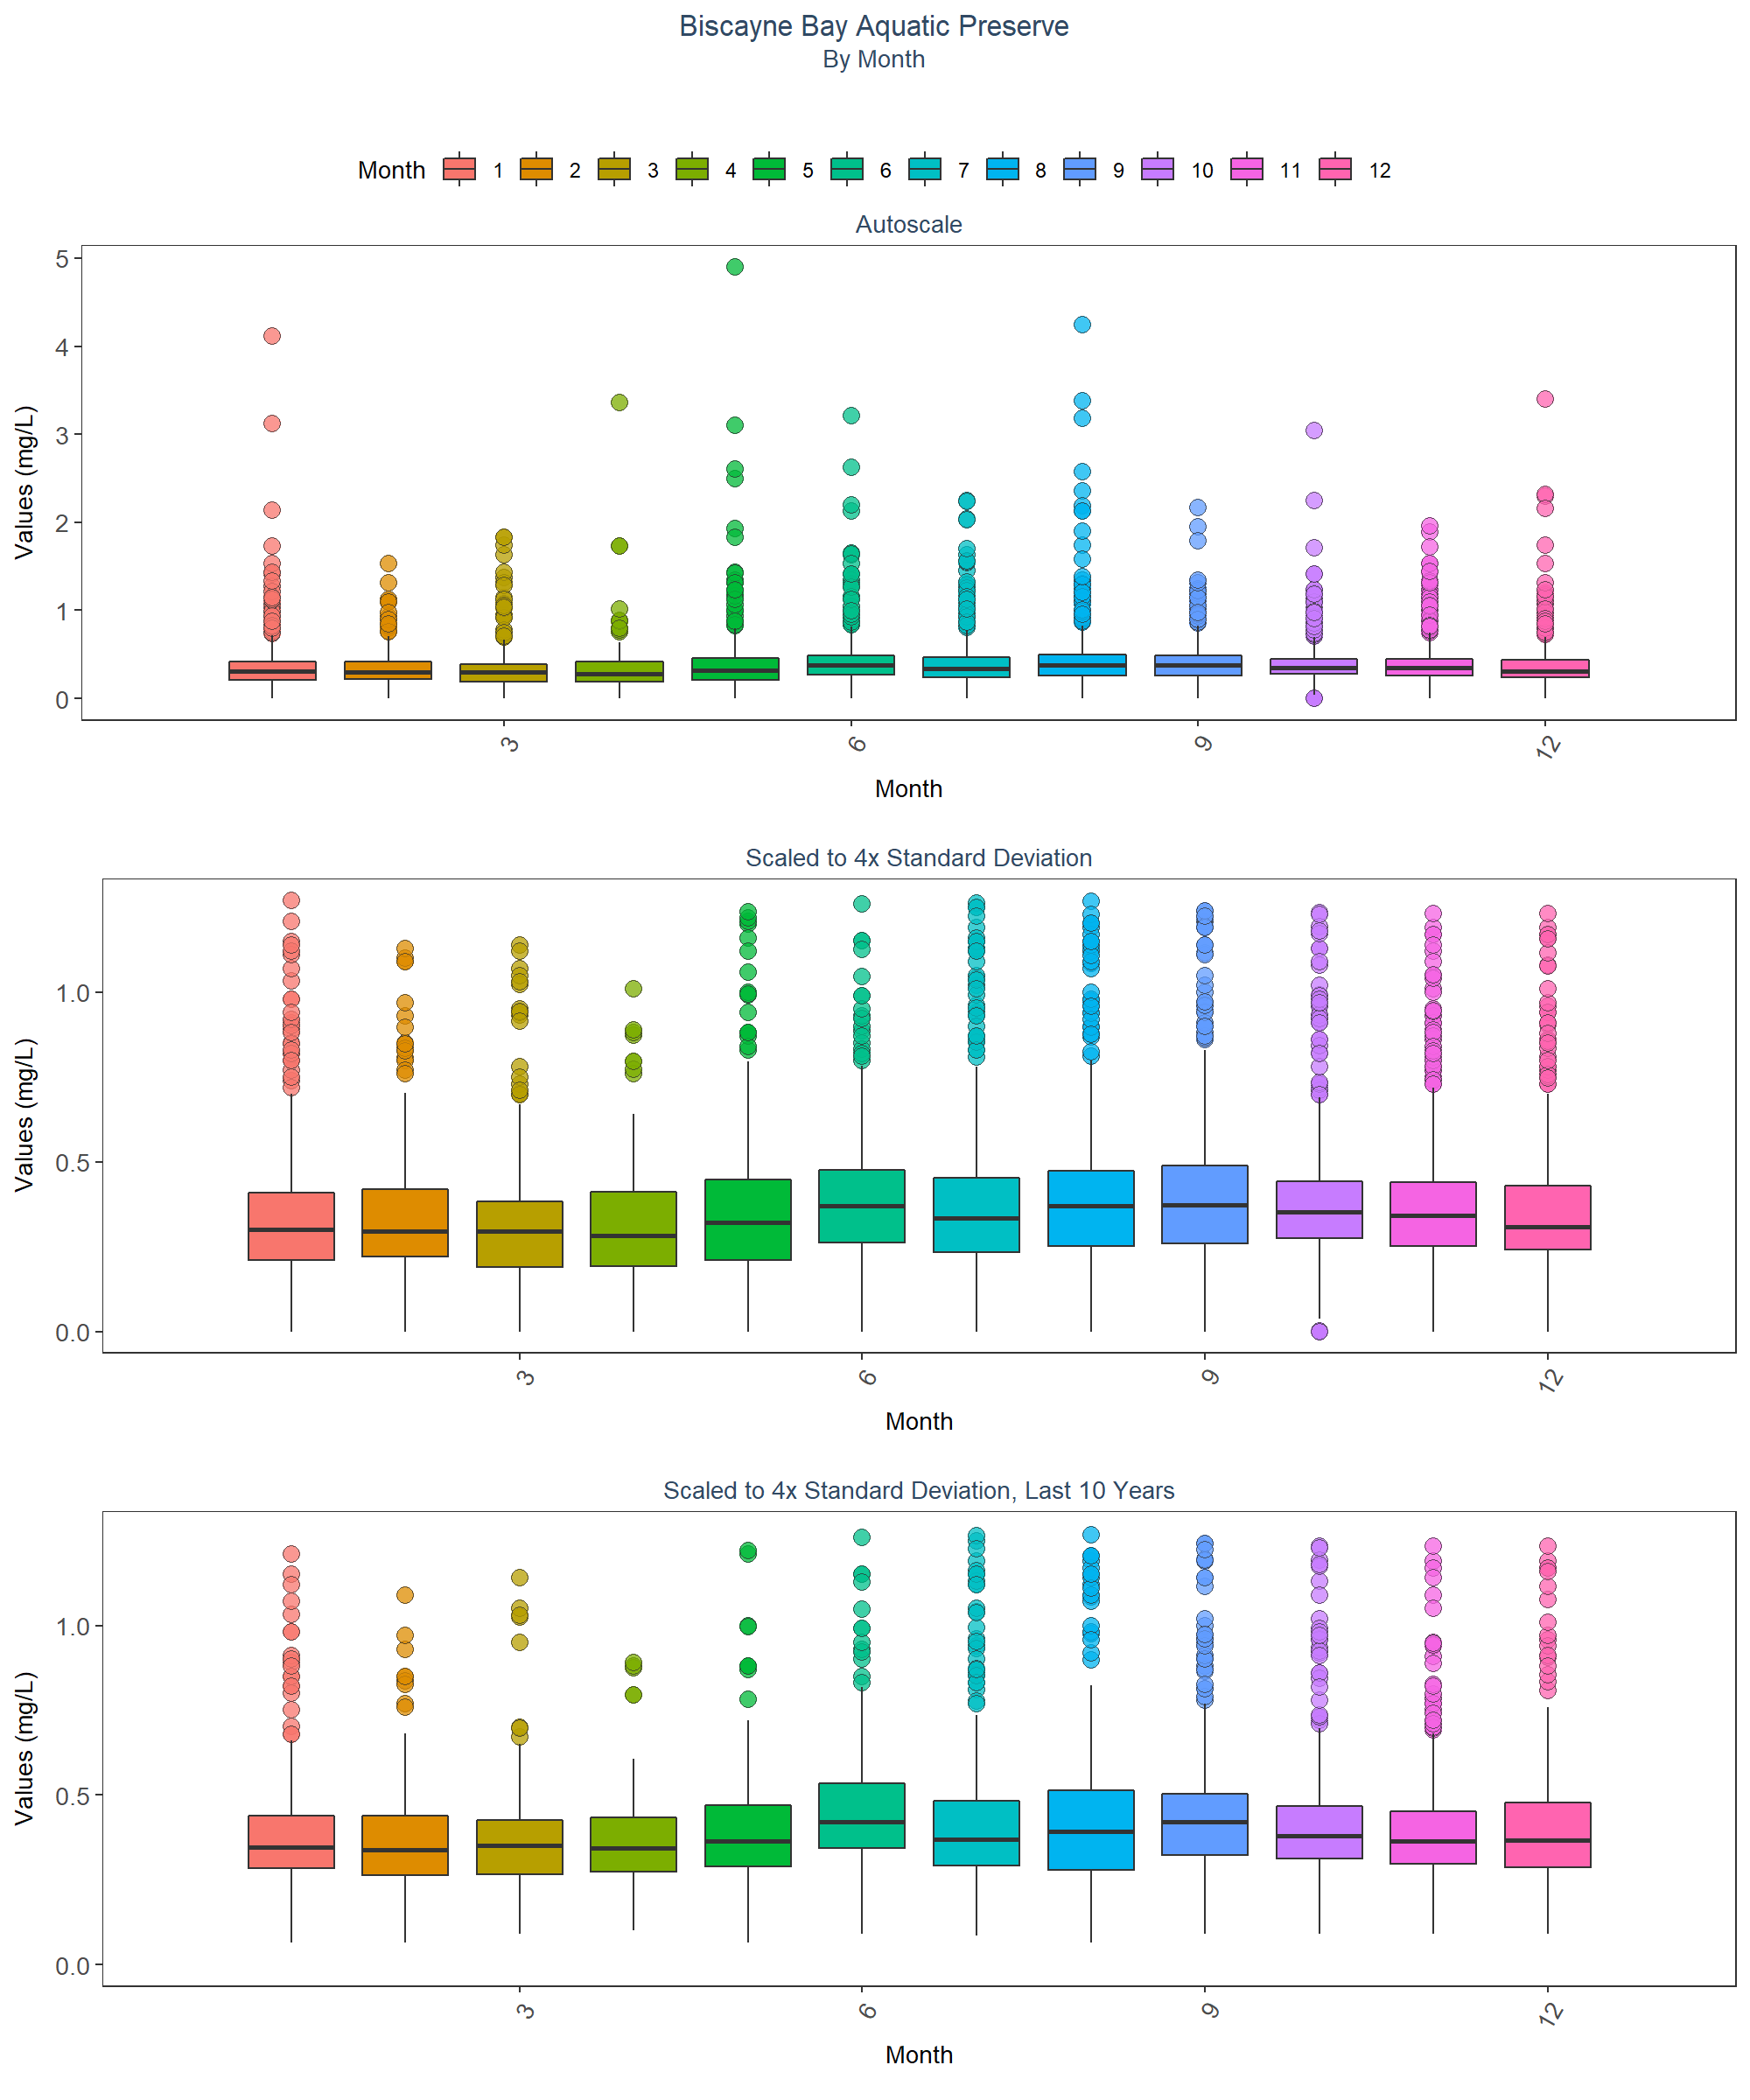 Biscayne Bay Aquatic Preserve
By Month
Month 1 2 3 4 5 6 7 8 9 10 11 12
Autoscale
Values (mg/L)
5
4
3
2
1
0
3 6 9 12
Month
Scaled to 4x Standard Deviation
Values (mg/L)
1.0
0.5
0.0
3 6 9 12
Month
Scaled to 4x Standard Deviation, Last 10 Years
Values (mg/L)
1.0
0.5
0.0
3 6 9 12
Month